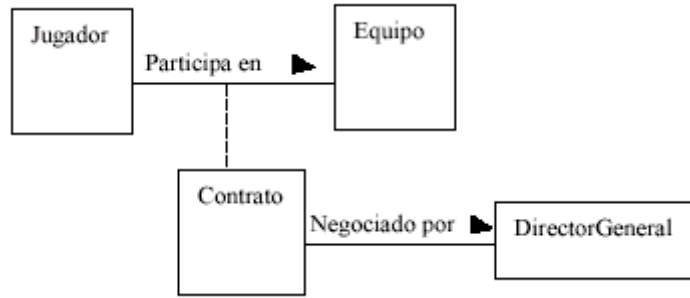 Jugador
Equipo
Participa en
Contrato
Negociado por
DirectorGeneral